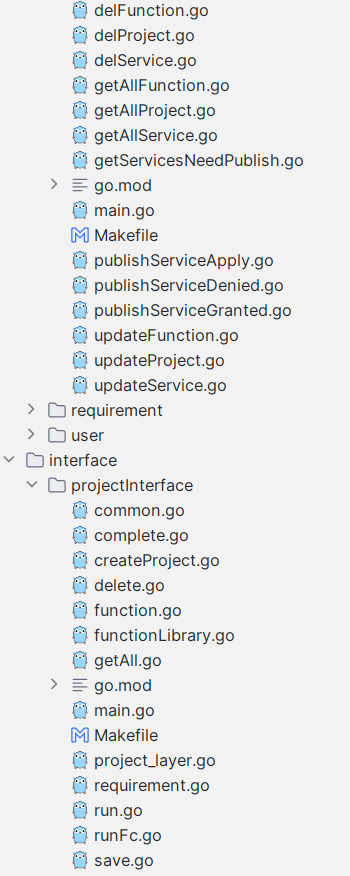 delFunction.go
delProject.go
delService.go
getAllFunction.go
getAllProject.go
getAllService.go
getServicesNeedPublish.go
go.mod
main.go
Makefile
publishServiceApply.go
publishServiceDenied.go
publishServiceGranted.go
updateFunction.go
updateProject.go
updateService.go
requirement
user
interface
projectInterface
common.go
complete.go
createProject.go
delete.go
function.go
functionLibrary.go
getAll.go
go.mod
main.go
Makefile
project_layer.go
requirement.go
run.go
runFc.go
save.go